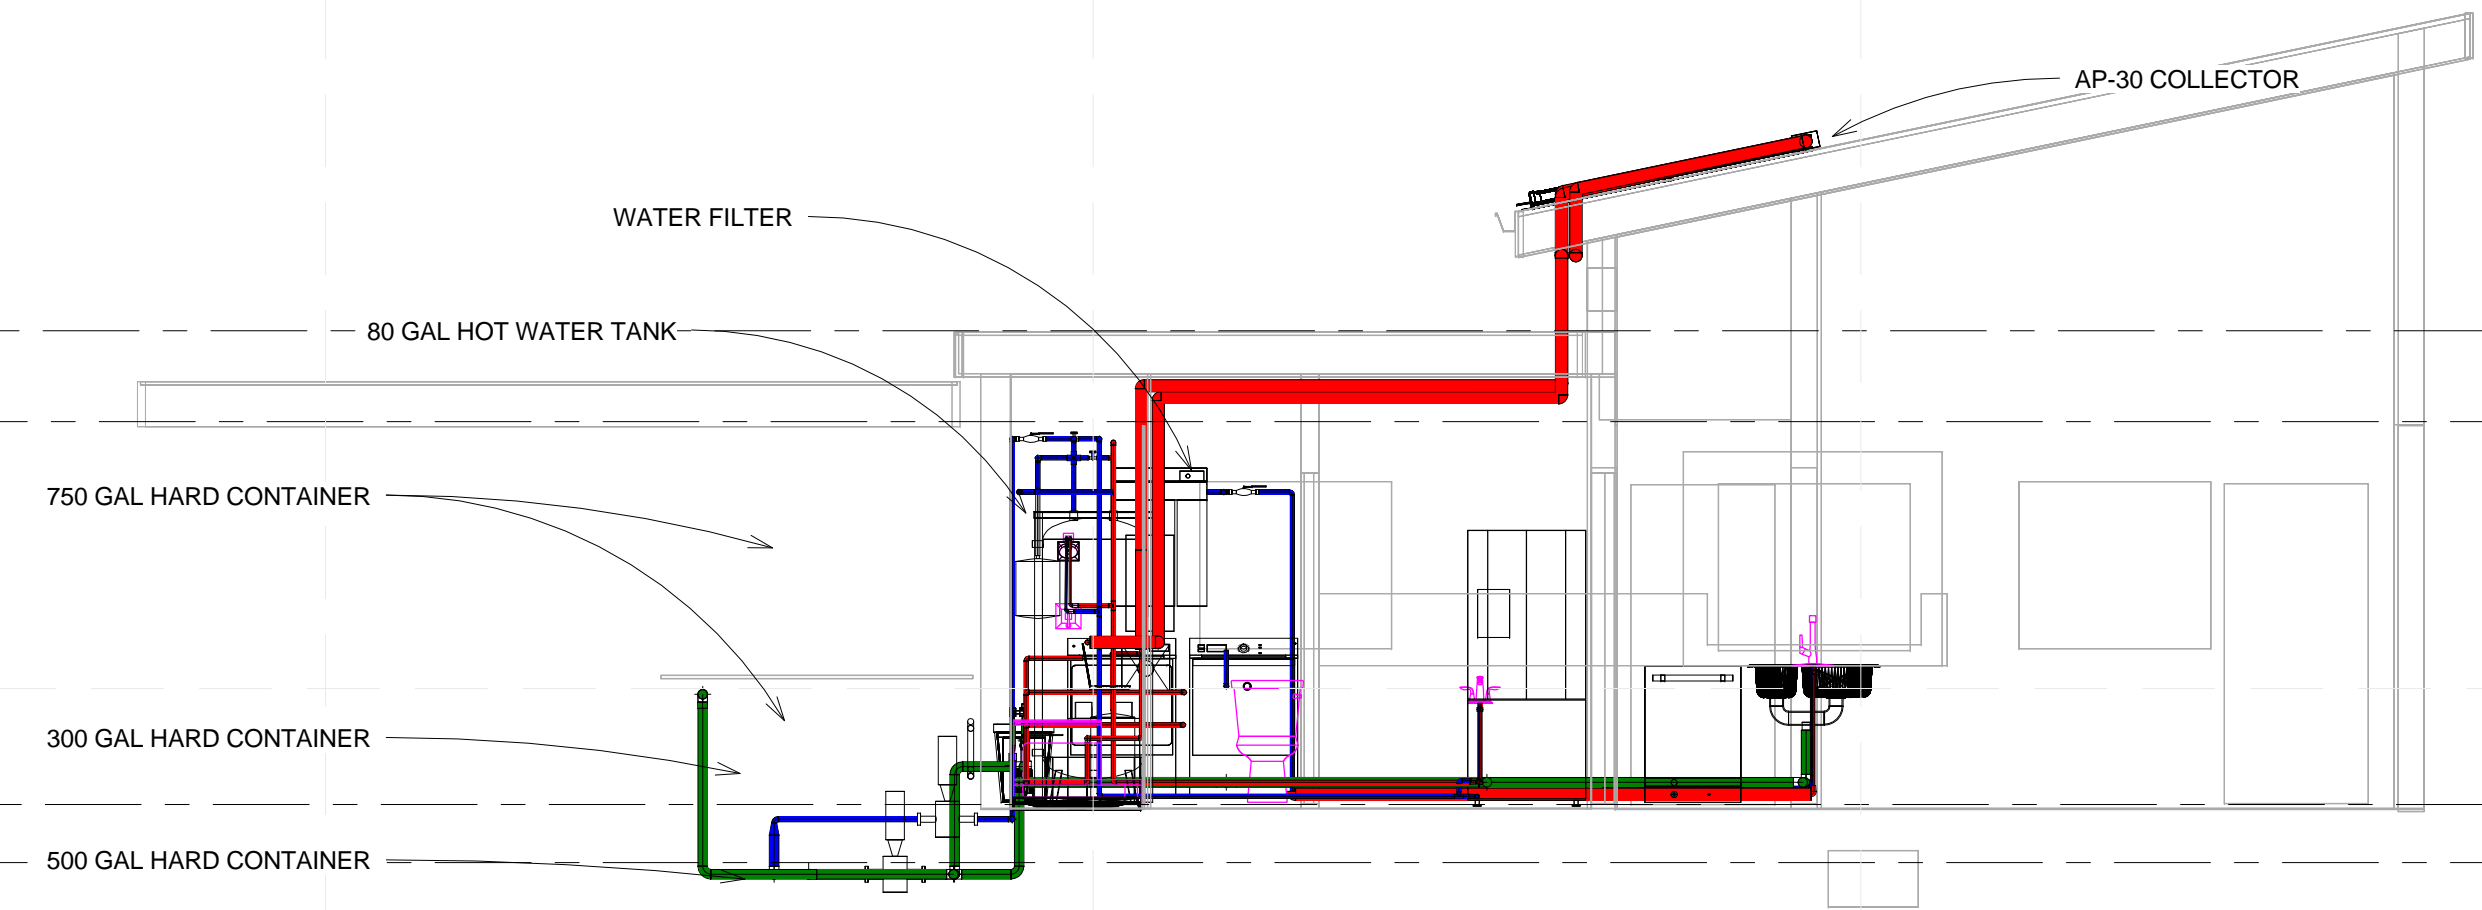 AP-30 COLLECTOR
WATER FILTER
80 GAL HOT WATER TANK
750 GAL HARD CONTAINER
300 GAL HARD CONTAINER
500 GAL HARD CONTAINER